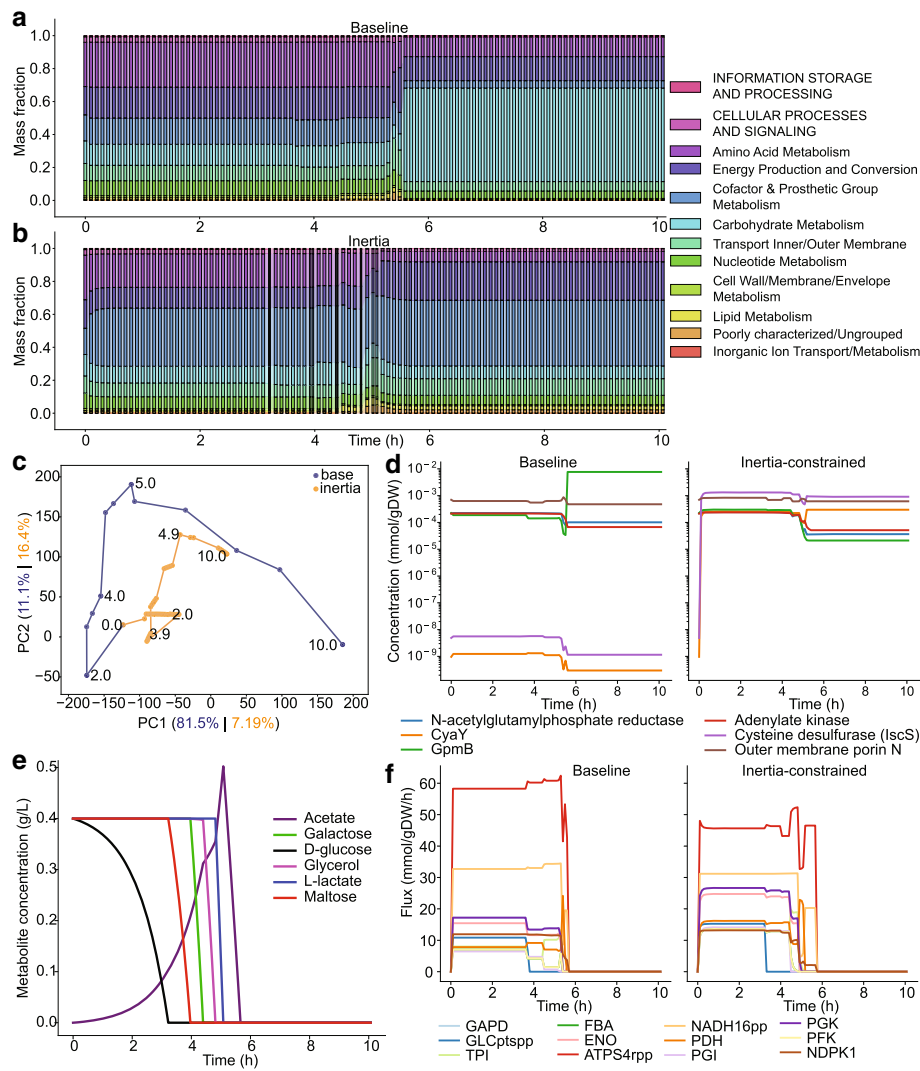 a
Baseline
Mass fraction
1.0
0.8
0.6
0.4
0.2
0.0
0 2 4 6 8 10
b
Inertia
Mass fraction
1.0
0.8
0.6
0.4
0.2
0.0
0 2 4 Time (h) 6 8 10
INFORMATION STORAGE
AND PROCESSING
CELLULAR PROCESSES
AND SIGNALING
Amino Acid Metabolism
Energy Production and Conversion
Cofactor & Prosthetic Group
Metabolism
Carbohydrate Metabolism
Transport Inner/Outer Membrane
Nucleotide Metabolism
Cell Wall/Membrane/Envelope
Metabolism
Lipid Metabolism
Poorly characterized/Ungrouped
Inorganic Ion Transport/Metabolism
c
base
inertia
PC2 (11.1% | 16.4%)
200
150
100
50
0
−50
5.0
4.9
10.0
4.0
0.0
2.0
3.9
10.0
2.0
−200 −150 −100 −50 0 50 100 150 200
PC1 (81.5% | 7.19%)
d
Baseline
Inertia-constrained
Concentration (mmol/gDW)
10−2
10−3
10−4
10−5
10−6
10−7
10−8
10−9
0 2 4 6 8 10
Time (h)
0 2 4 6 8 10
Time (h)
N-acetylglutamylphosphate reductase
CyaY
GpmB
Adenylate kinase
Cysteine desulfurase (IscS)
Outer membrane porin N
e
Metabolite concentration (g/L)
0.5
0.4
0.3
0.2
0.1
0.0
0 2 4 6 8 10
Time (h)
Acetate
Galactose
D-glucose
Glycerol
L-lactate
Maltose
f
Baseline
Inertia-constrained
Flux (mmol/gDW/h)
60
50
40
30
20
10
0
0 2 4 6 8 10
Time (h)
0 2 4 6 8 10
Time (h)
GAPD
GLCptspp
TPI
FBA
ENO
ATPS4rpp
NADH16pp
PDH
PGI
PGK
PFK
NDPK1